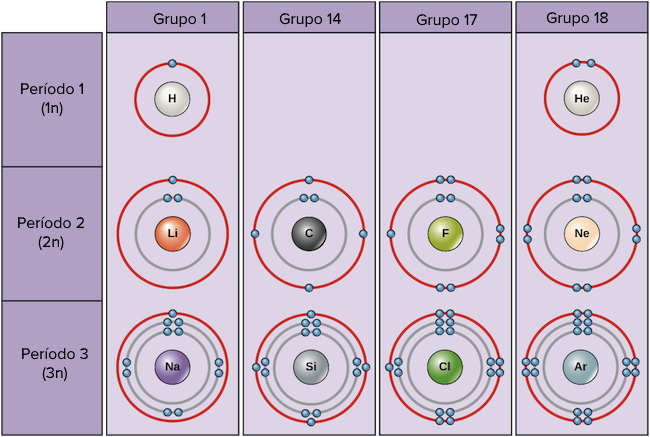 Grupo 1
Grupo 14
Grupo 17
Grupo 18
Período 1
(1n)
H
He
Período 2
(2n)
Li
C
F
Ne
Período 3
(3n)
Na
Si
Cl
Ar